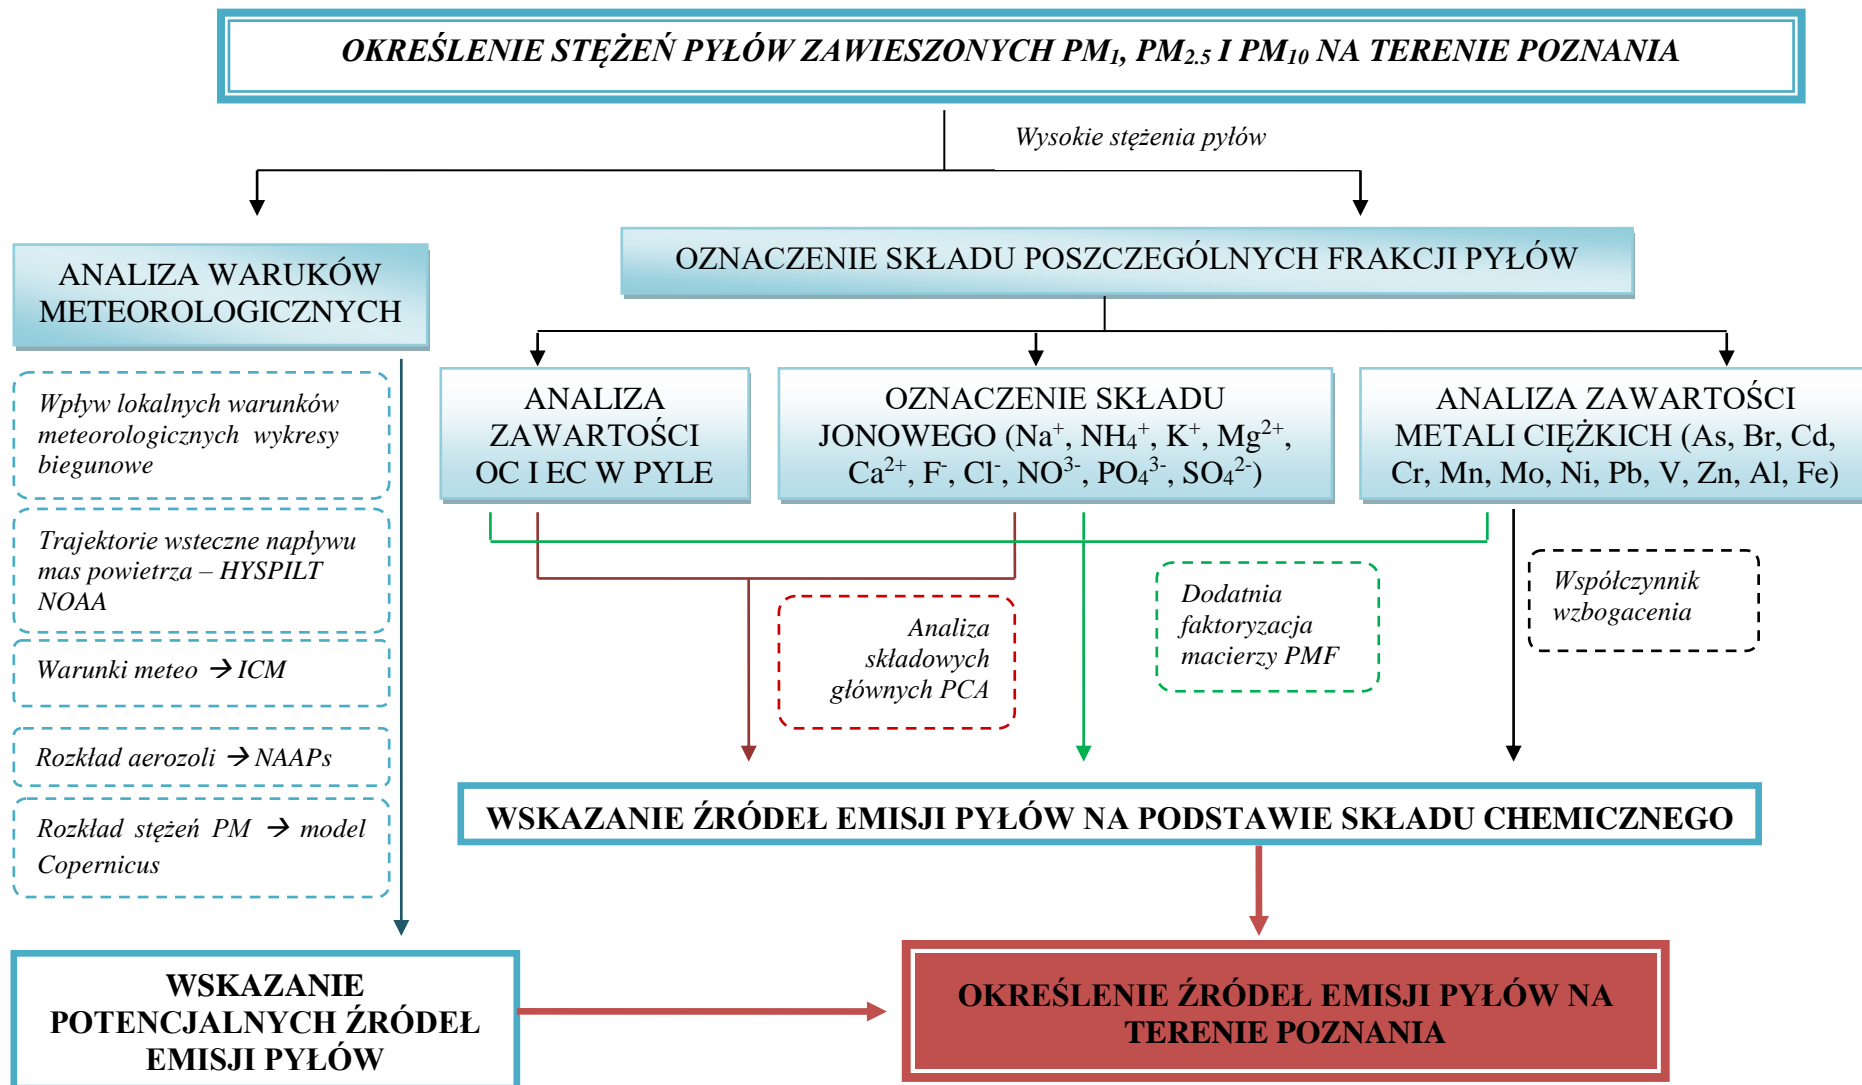 OKREŚLENIE STĘŻEŃ PYŁÓW ZAWIESZONYCH PM₁, PM₂.₅ I PM₁₀ NA TERENIE POZNANIA
Wysokie stężenia pyłów
ANALIZA WARUKÓW
METEOROLOGICZNYCH
OZNACZENIE SKŁADU POSZCZEGÓLNYCH FRAKCJI PYŁÓW
Wpływ lokalnych warunków
meteorologicznych wykresy
biegunowe
Trajektorie wsteczne napływu
mas powietrza – HYSPILT
NOAA
Warunki meteo → ICM
Rozkład aerozoli → NAAPs
Rozkład stężeń PM → model
Copernicus
ANALIZA
ZAWARTOŚCI
OC I EC W PYLE
OZNACZENIE SKŁADU
JONOWEGO (Na⁺, NH₄⁺, K⁺, Mg²⁺,
Ca²⁺, F⁻, Cl⁻, NO³⁻, PO₄³⁻, SO₄²⁻)
ANALIZA ZAWARTOŚCI
METALI CIĘŻKICH (As, Br, Cd,
Cr, Mn, Mo, Ni, Pb, V, Zn, Al, Fe)
Analiza
składowych
głównych PCA
Dodatnia
faktoryzacja
macierzy PMF
Współczynnik
wzbogacenia
WSKAZANIE ŹRÓDEŁ EMISJI PYŁÓW NA PODSTAWIE SKŁADU CHEMICZNEGO
WSKAZANIE
POTENCJALNYCH ŹRÓDEŁ
EMISJI PYŁÓW
OKREŚLENIE ŹRÓDEŁ EMISJI PYŁÓW NA
TERENIE POZNANIA